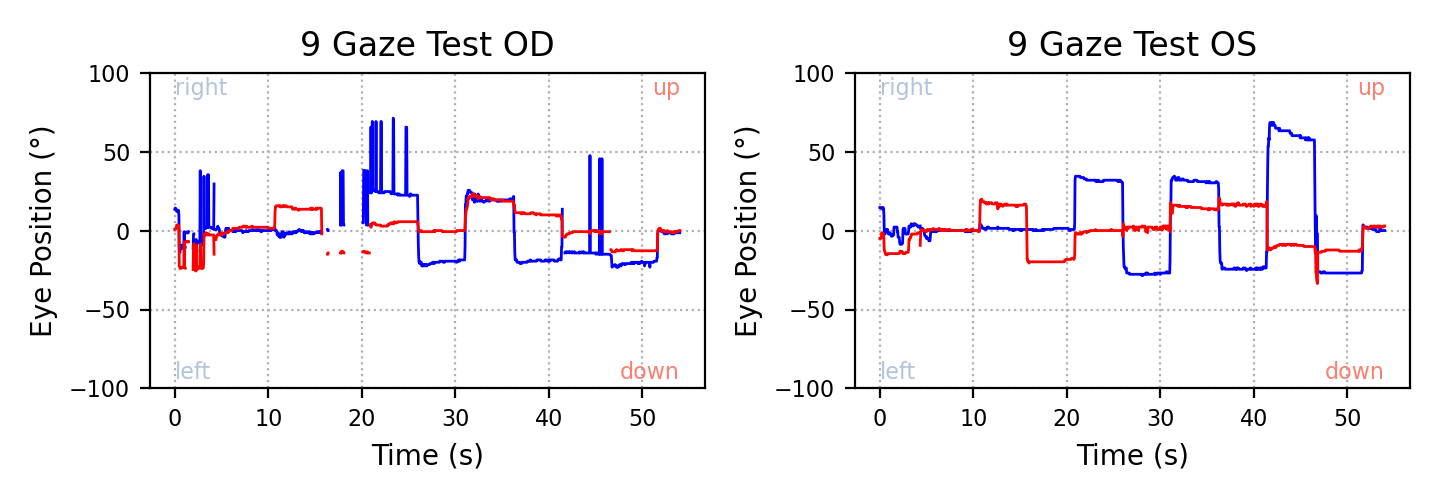 9 Gaze Test OD
100
50
0
−50
−100
Eye Position (°)
right
up
left
down
0 10 20 30 40 50
Time (s)
9 Gaze Test OS
100
50
0
−50
−100
Eye Position (°)
right
up
left
down
0 10 20 30 40 50
Time (s)